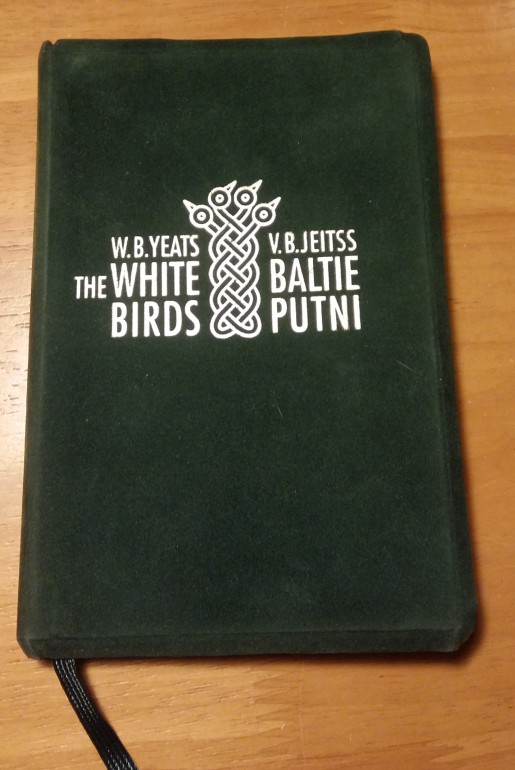 W.B.YEATS
THE WHITE
BIRDS
V.B.JEITSS
BALTIE
PUTNI